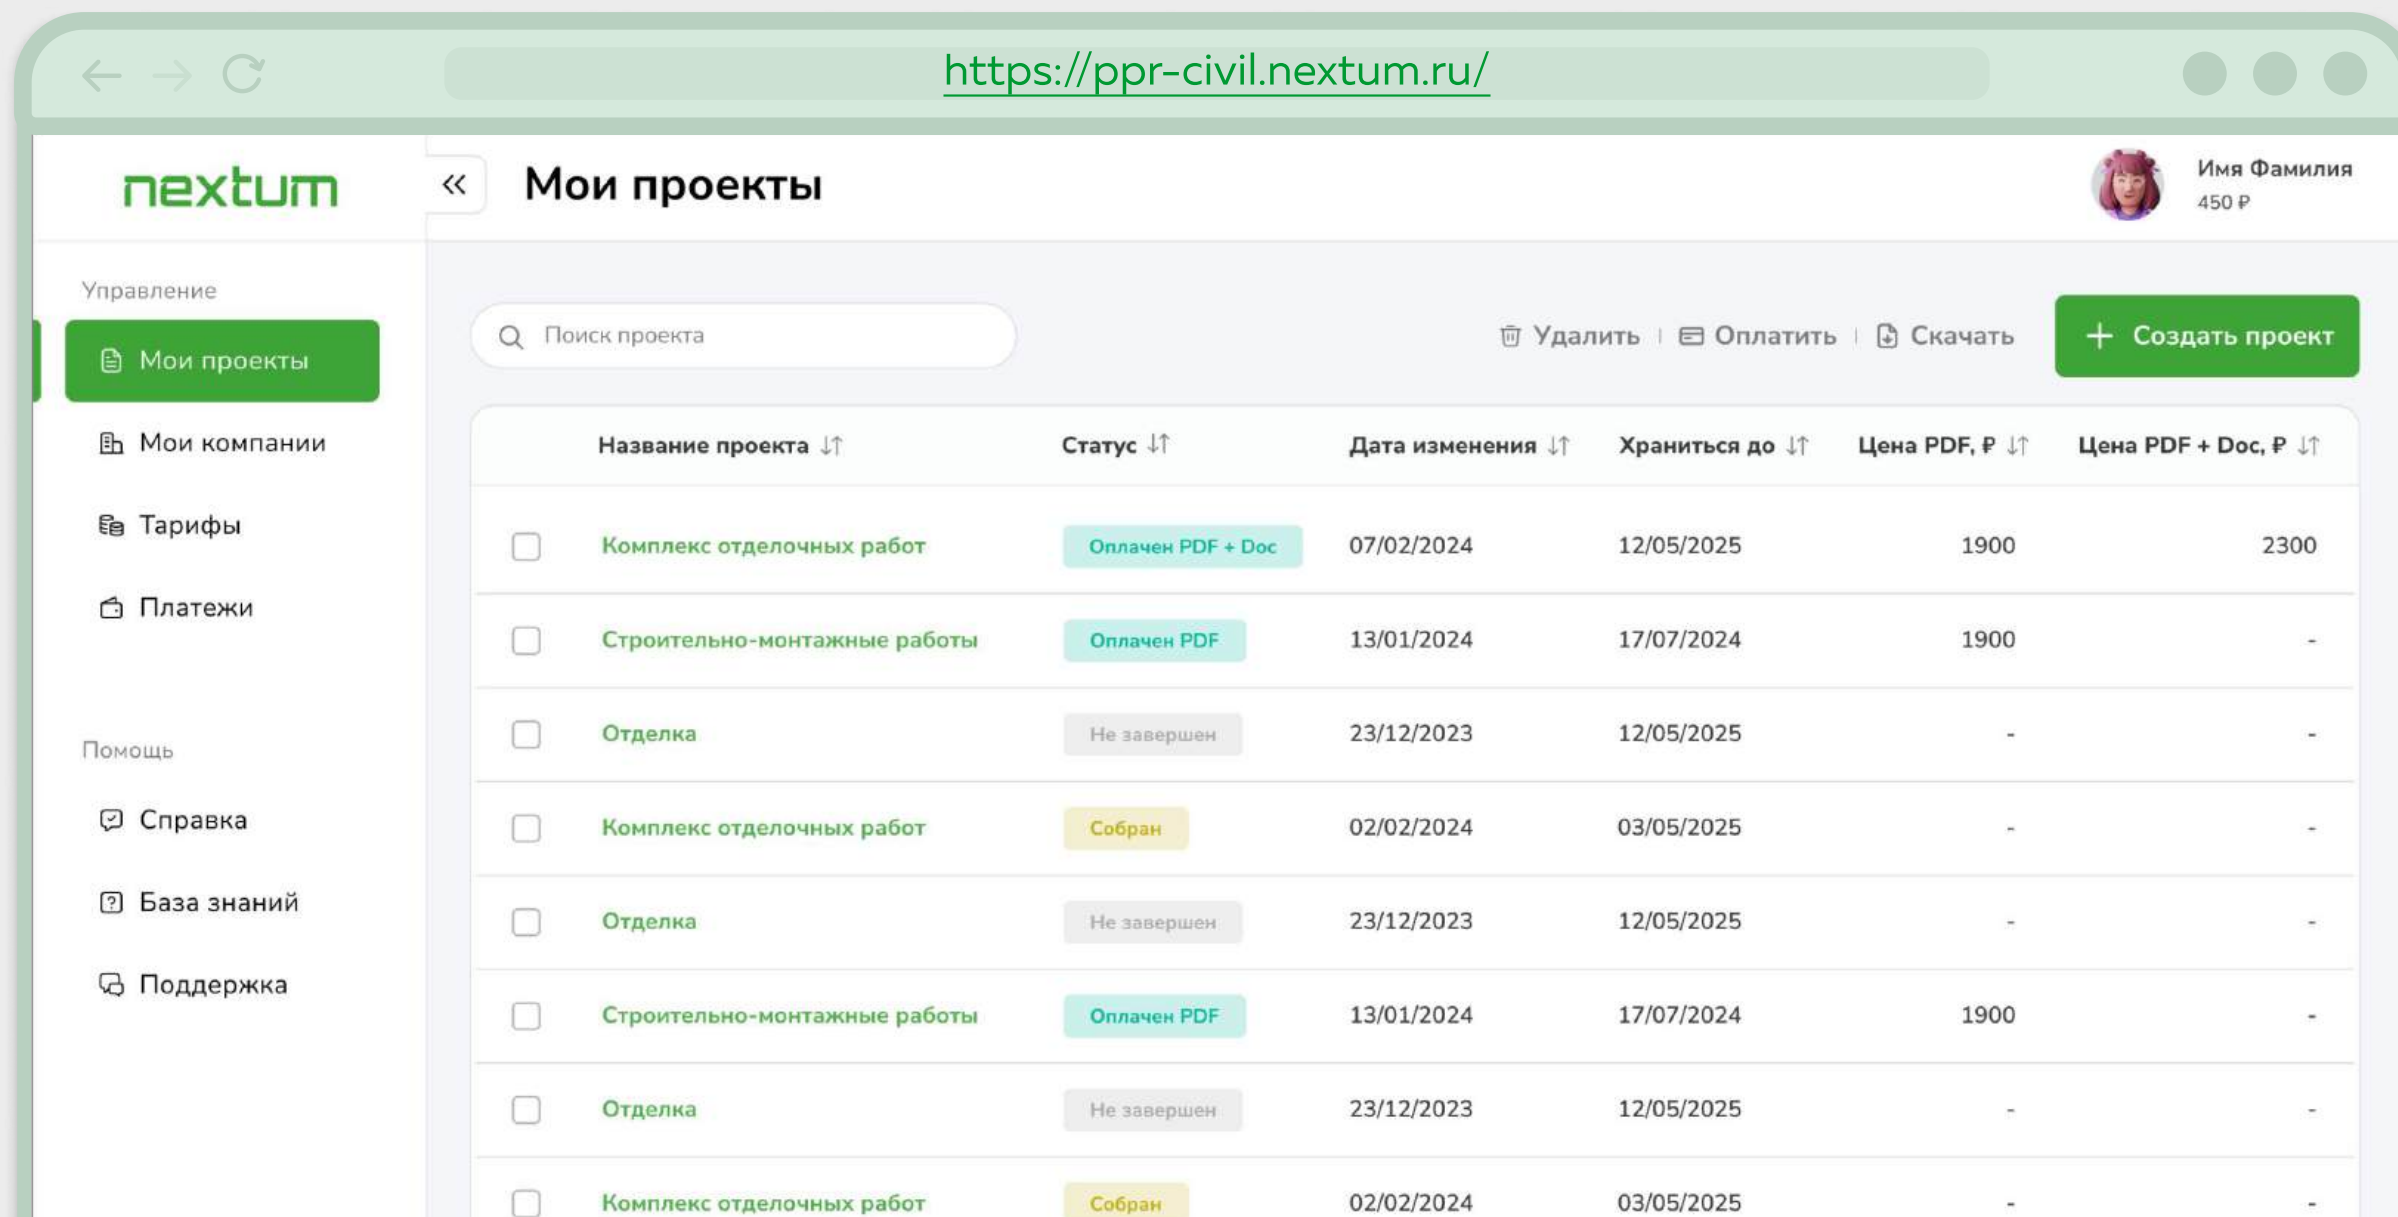 https://ppr-civil.nextum.ru/
nextum
Мои проекты
Имя Фамилия
450 ₽
Управление
Мои проекты
Мои компании
Тарифы
Платежи
Помощь
Справка
База знаний
Поддержка
Поиск проекта
Удалить Оплатить Скачать
Создать проект
Название проекта Статус Дата изменения Храниться до Цена PDF, ₽ Цена PDF + Doc, ₽
Комплекс отделочных работ Оплачен PDF + Doc 07/02/2024 12/05/2025 1900 2300
Строительно-монтажные работы Оплачен PDF 13/01/2024 17/07/2024 1900 -
Отделка Не завершен 23/12/2023 12/05/2025 - -
Комплекс отделочных работ Собран 02/02/2024 03/05/2025 - -
Отделка Не завершен 23/12/2023 12/05/2025 - -
Строительно-монтажные работы Оплачен PDF 13/01/2024 17/07/2024 1900 -
Отделка Не завершен 23/12/2023 12/05/2025 - -
Комплекс отделочных работ Собран 02/02/2024 03/05/2025 - -